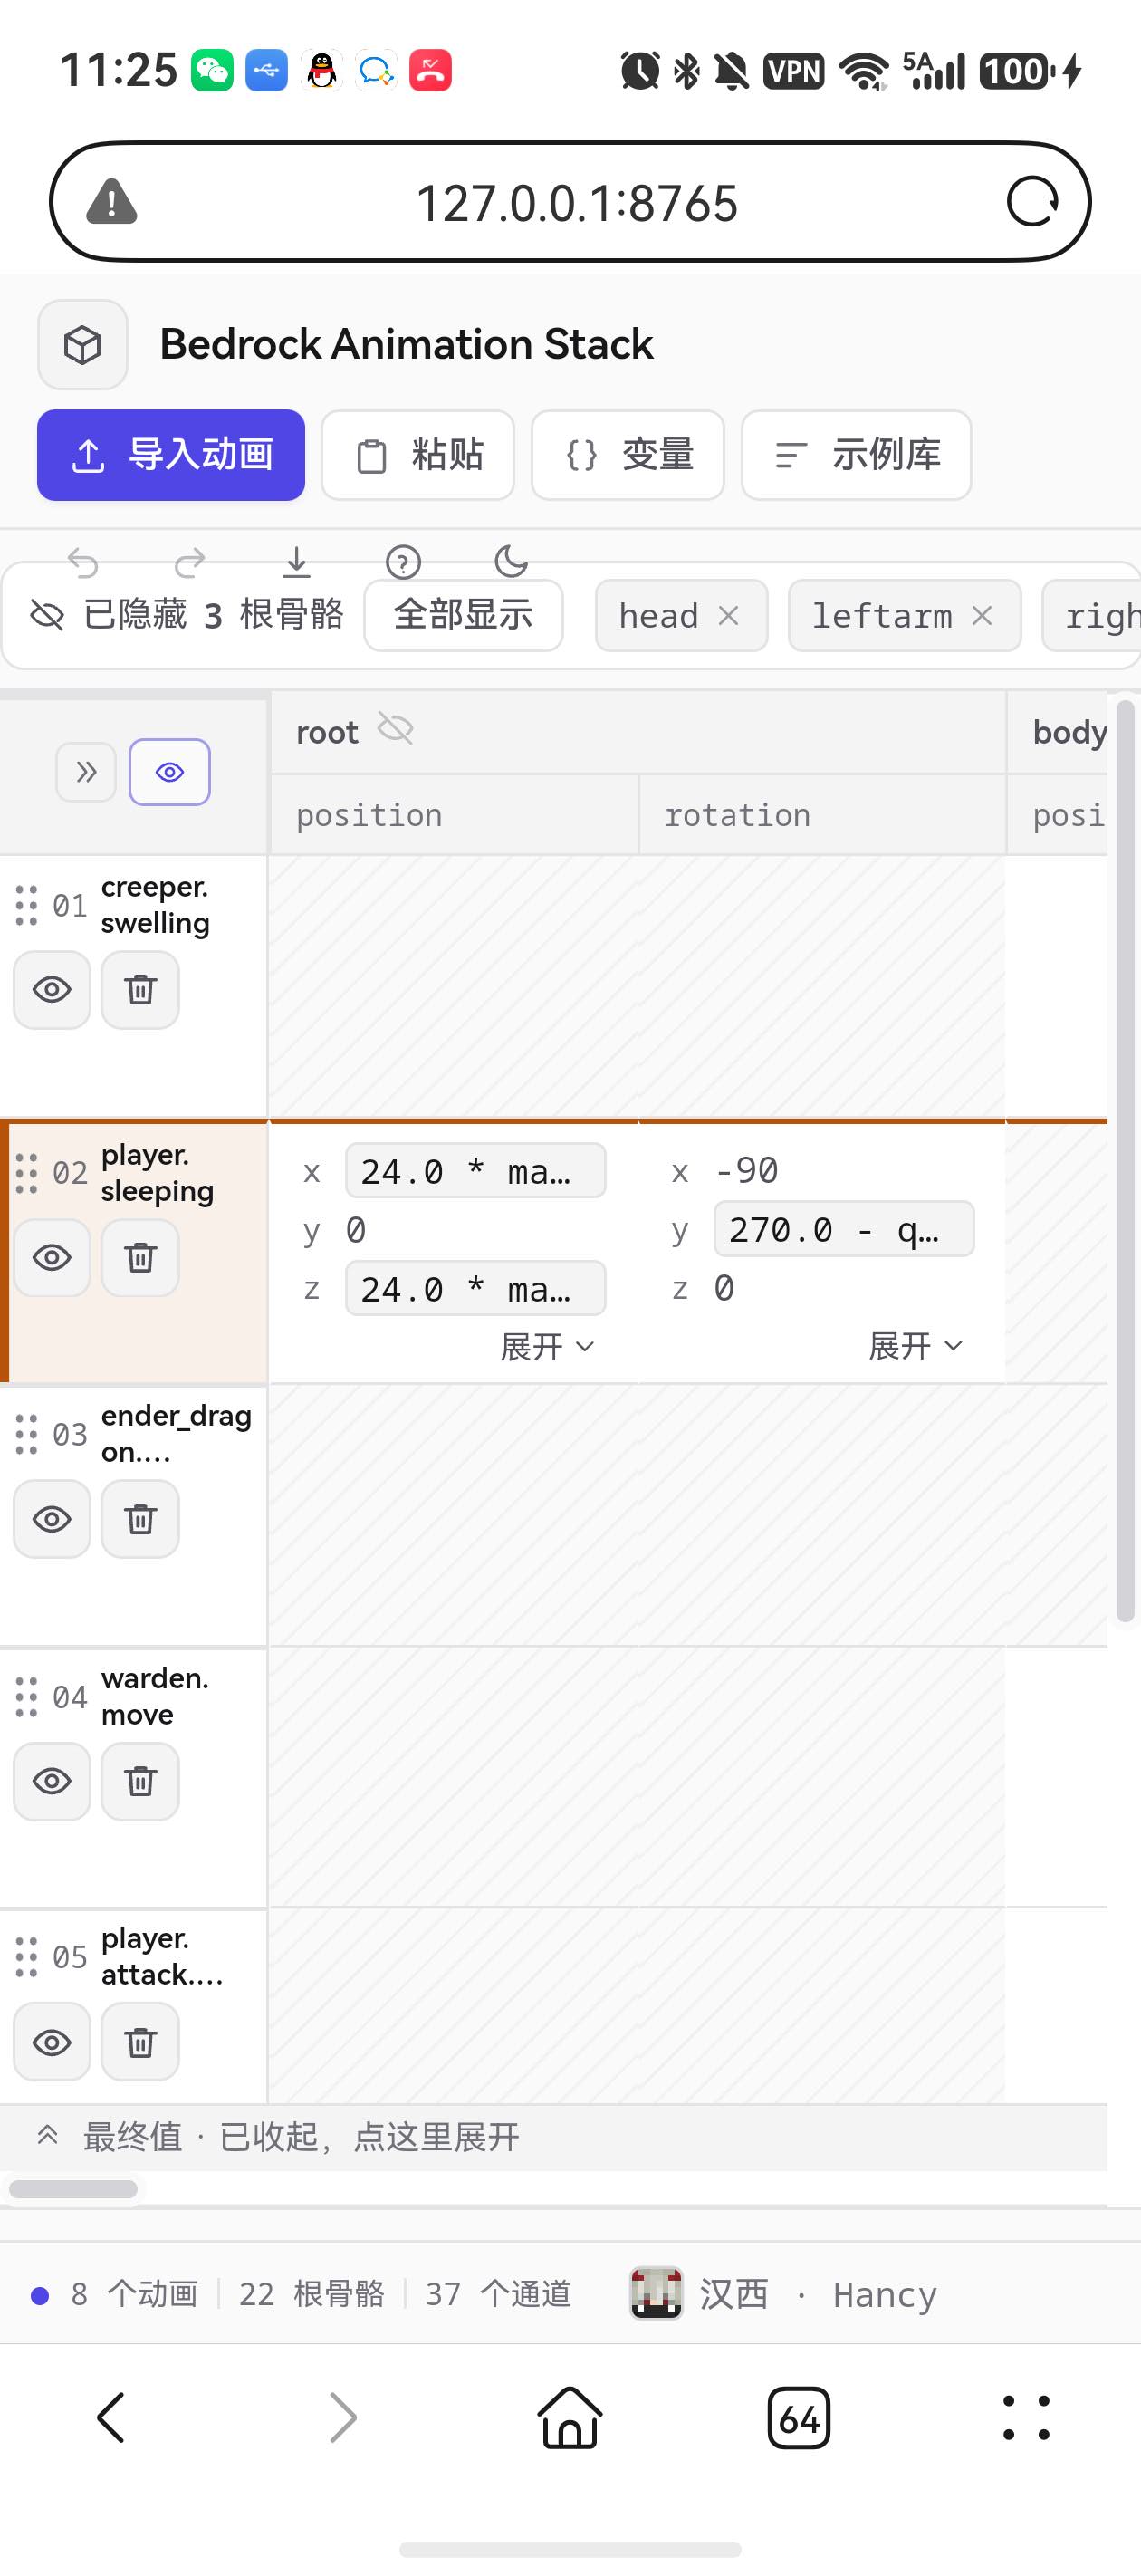 11:25 VPN 5A 100
127.0.0.1:8765
Bedrock Animation Stack
导入动画 粘贴 {} 变量 示例库
已隐藏 3 根骨骼 全部显示 head × leftarm × righ
root body
position rotation posi
01 creeper.
swelling
02 player.
sleeping
x 24.0 * ma…
y 0
z 24.0 * ma…
展开
x -90
y 270.0 - q…
z 0
展开
03 ender_drag
on.…
04 warden.
move
05 player.
attack.…
最终值 · 已收起，点这里展开
8 个动画 22 根骨骼 37 个通道 汉西 · Hancy
64